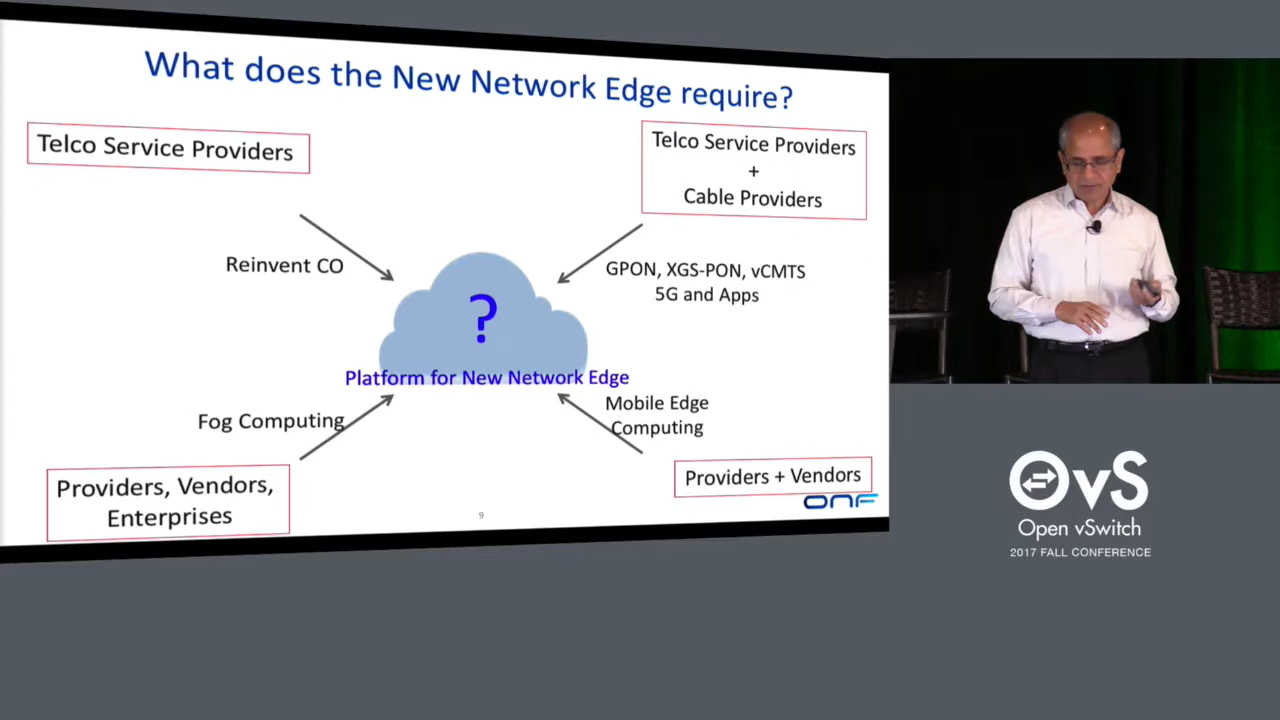 What does the New Network Edge require?
Telco Service Providers
Telco Service Providers
+
Cable Providers
Reinvent CO
GPON, XGS-PON, vCMTS
5G and Apps
?
Platform for New Network Edge
Fog Computing
Mobile Edge
Computing
Providers, Vendors,
Enterprises
Providers + Vendors
ONF
9
OvS
Open vSwitch
2017 FALL CONFERENCE